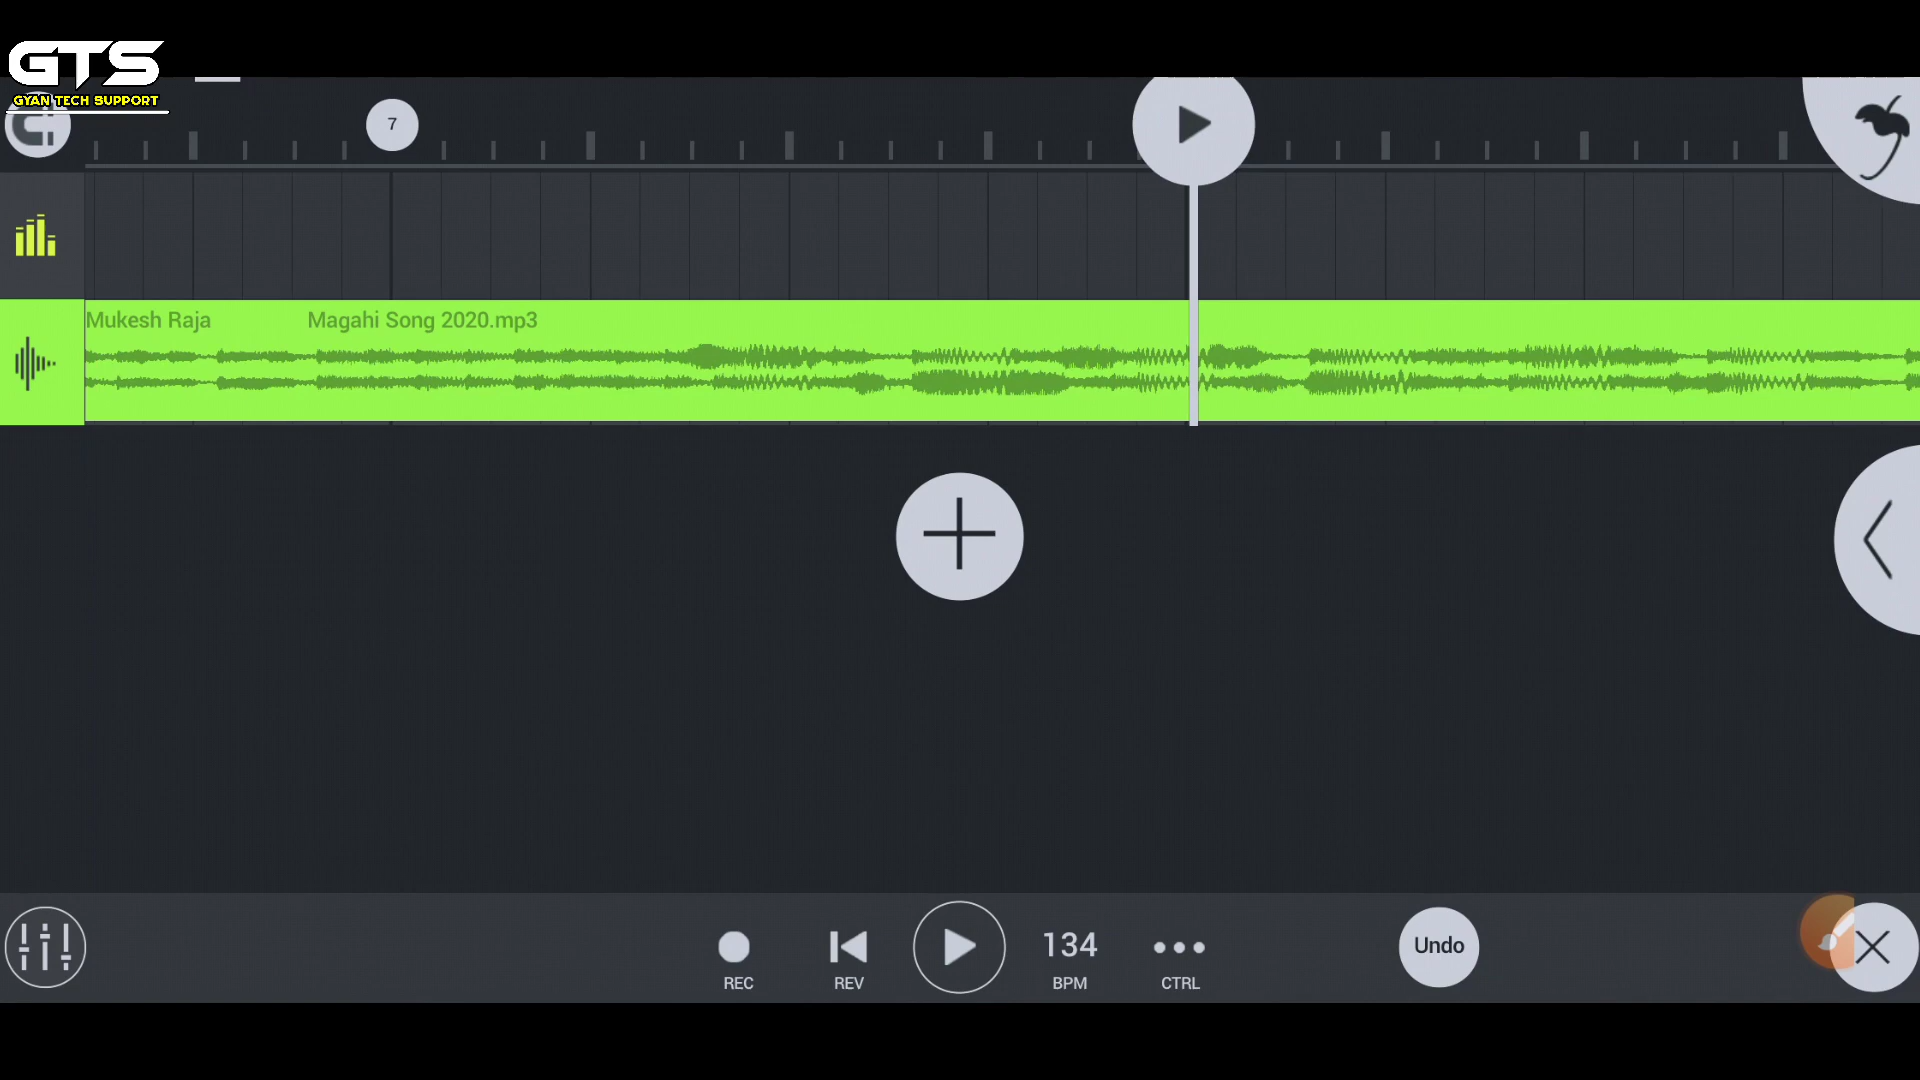 GTS
GYAN TECH SUPPORT
7
Mukesh Raja Magahi Song 2020.mp3
134
Undo
REC
REV
BPM
CTRL